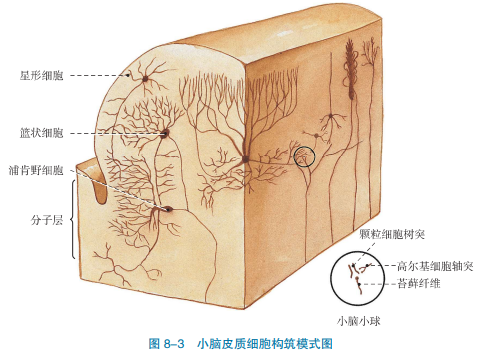 星形细胞
篮状细胞
浦肯野细胞
分子层
颗粒细胞树突
高尔基细胞轴突
苔藓纤维
小脑小球
图 8-3 小脑皮质细胞构筑模式图